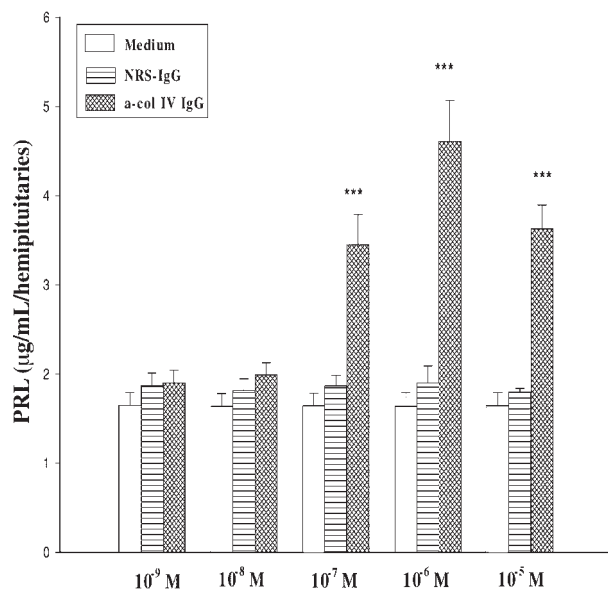 6
Medium
NRS-IgG
a-col IV IgG
***
***
***
5
4
3
2
1
0
PRL (μg/mL/hemipituitaries)
10⁻⁹ M 10⁻⁸ M 10⁻⁷ M 10⁻⁶ M 10⁻⁵ M